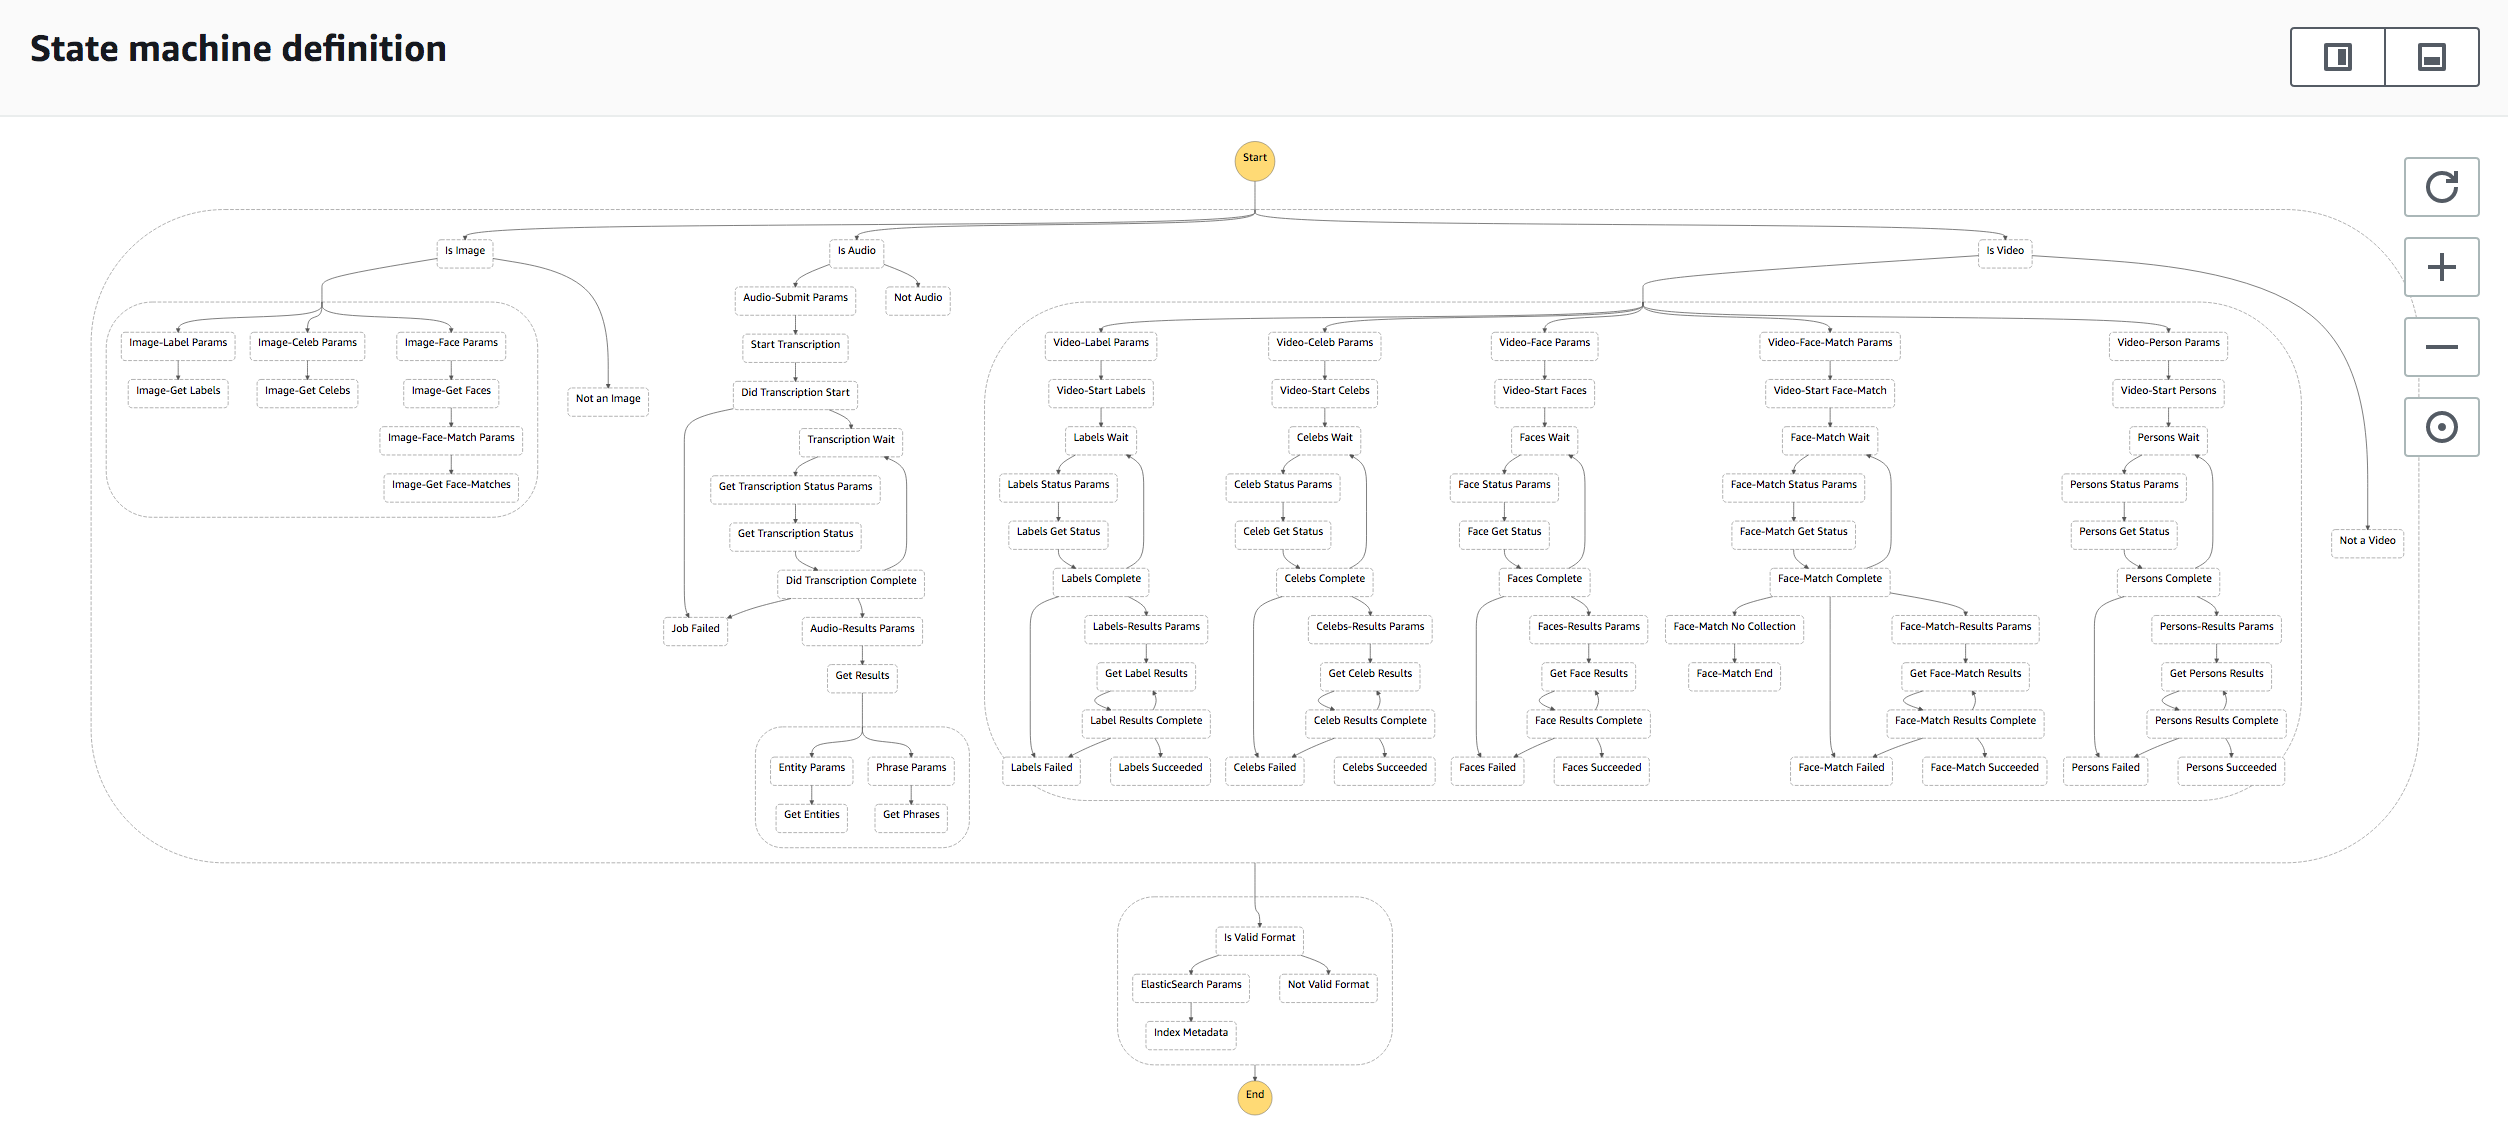 State machine definition
Start
Is Image
Is Audio
Is Video
Audio-Submit Params
Not Audio
Image-Label Params
Image-Celeb Params
Image-Face Params
Start Transcription
Video-Label Params
Video-Celeb Params
Video-Face Params
Video-Face-Match Params
Video-Person Params
Image-Get Labels
Image-Get Celebs
Image-Get Faces
Not an Image
Did Transcription Start
Video-Start Labels
Video-Start Celebs
Video-Start Faces
Video-Start Face-Match
Video-Start Persons
Image-Face-Match Params
Transcription Wait
Labels Wait
Celebs Wait
Faces Wait
Face-Match Wait
Persons Wait
Image-Get Face-Matches
Get Transcription Status Params
Labels Status Params
Celeb Status Params
Face Status Params
Face-Match Status Params
Persons Status Params
Get Transcription Status
Labels Get Status
Celeb Get Status
Face Get Status
Face-Match Get Status
Persons Get Status
Not a Video
Did Transcription Complete
Labels Complete
Celebs Complete
Faces Complete
Face-Match Complete
Persons Complete
Job Failed
Audio-Results Params
Labels-Results Params
Celebs-Results Params
Faces-Results Params
Face-Match No Collection
Face-Match-Results Params
Persons-Results Params
Get Results
Get Label Results
Get Celeb Results
Get Face Results
Face-Match End
Get Face-Match Results
Get Persons Results
Label Results Complete
Celeb Results Complete
Face Results Complete
Face-Match Results Complete
Persons Results Complete
Entity Params
Phrase Params
Labels Failed
Labels Succeeded
Celebs Failed
Celebs Succeeded
Faces Failed
Faces Succeeded
Face-Match Failed
Face-Match Succeeded
Persons Failed
Persons Succeeded
Get Entities
Get Phrases
Is Valid Format
ElasticSearch Params
Not Valid Format
Index Metadata
End